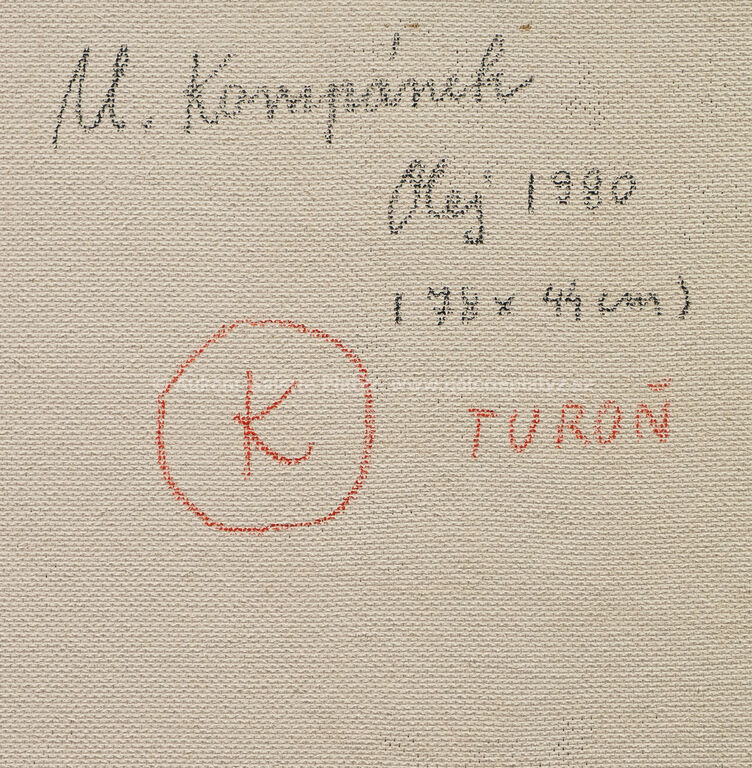 M. Kompánek
Olej 1980
(78 x 44 cm)
K
TUROŇ